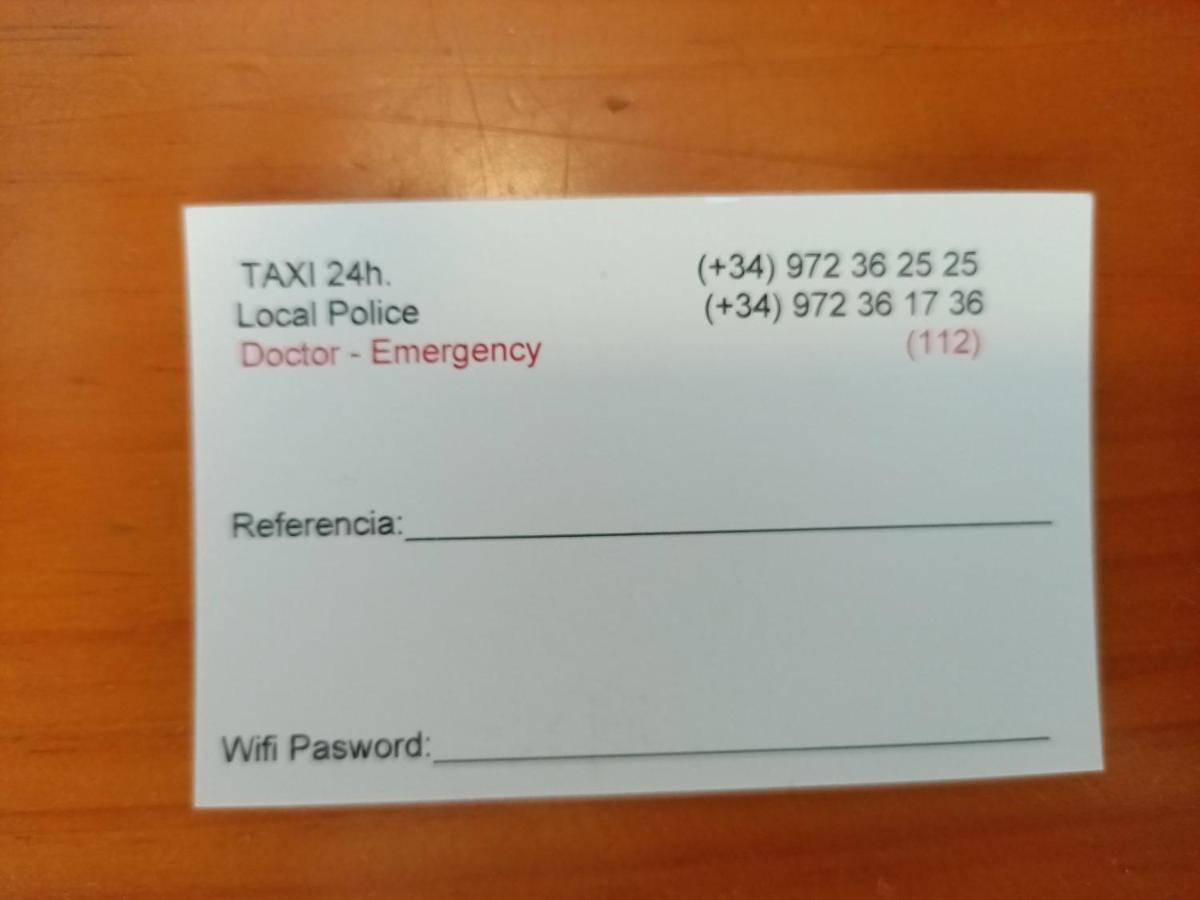 TAXI 24h. (+34) 972 36 25 25
Local Police (+34) 972 36 17 36
Doctor - Emergency (112)
Referencia:
Wifi Pasword: